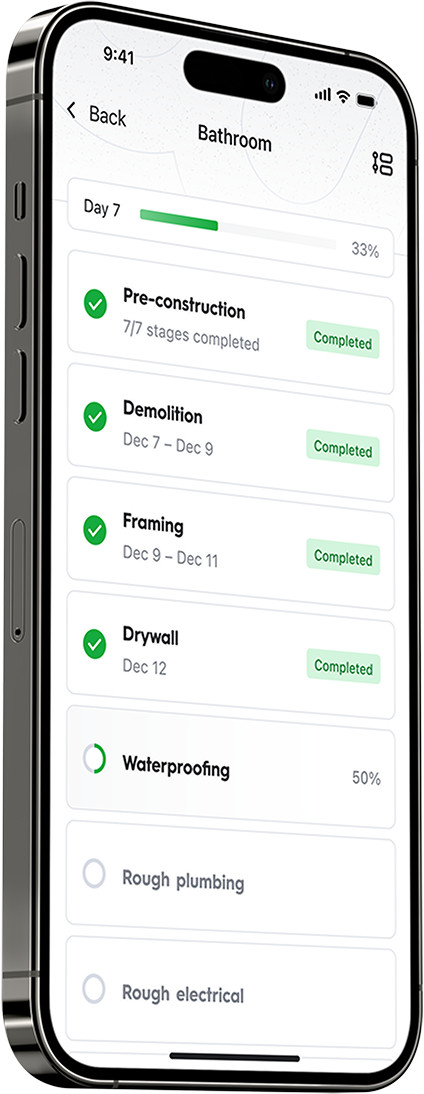 9:41
Back
Bathroom
Day 7
33%
Pre-construction
7/7 stages completed
Completed
Demolition
Dec 7 – Dec 9
Completed
Framing
Dec 9 – Dec 11
Completed
Drywall
Dec 12
Completed
Waterproofing
50%
Rough plumbing
Rough electrical